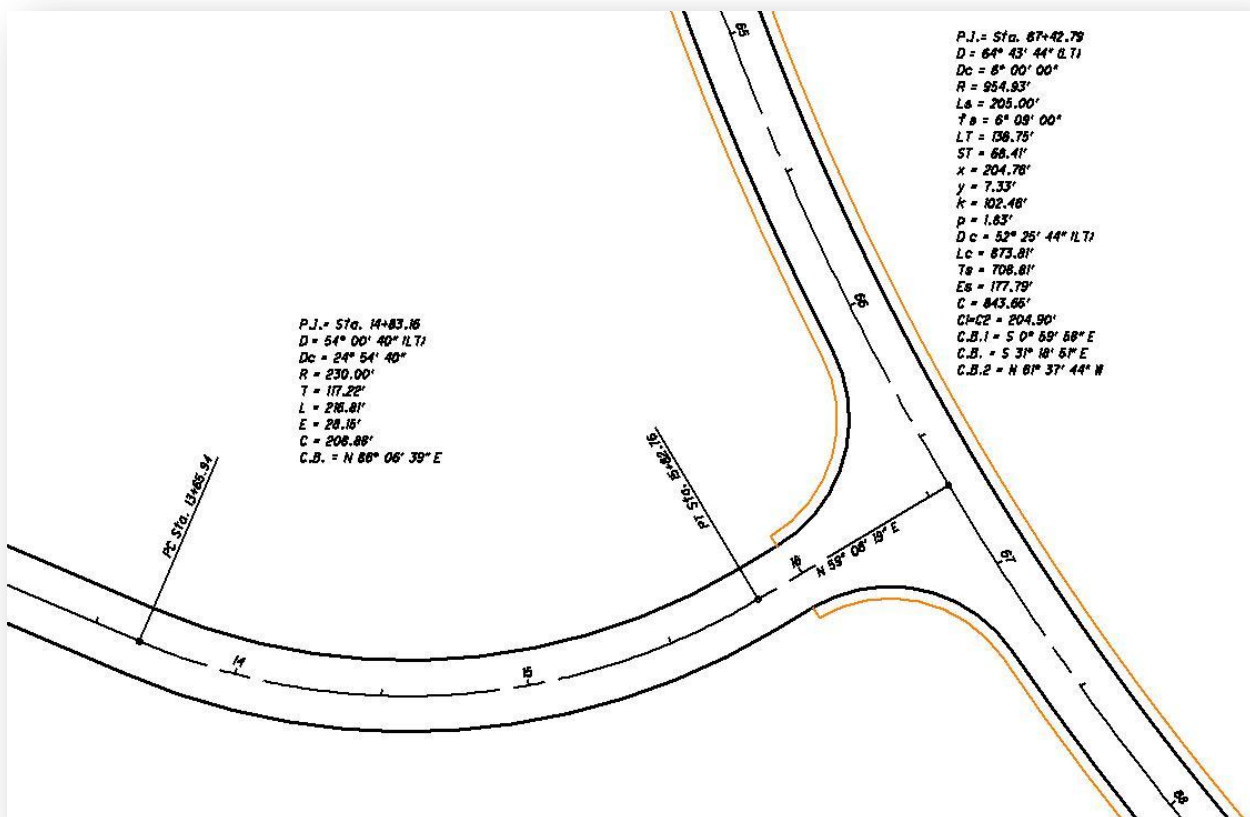 65
P.I.= Sta. 67+42.79
D = 64° 43' 44" (LT)
Dc = 6° 00' 00"
R = 954.93'
Ls = 205.00'
θs = 6° 09' 00"
LT = 136.75'
ST = 68.41'
x = 204.76'
y = 7.33'
k = 102.46'
p = 1.83'
Dc = 52° 25' 44" (LT)
Lc = 873.81'
Ts = 708.81'
Es = 177.79'
C = 843.66'
C1=C2 = 204.90'
C.B.1 = S 0° 59' 58" E
C.B. = S 31° 18' 51" E
C.B.2 = N 61° 37' 44" W
66
P.I.= Sta. 14+83.16
D = 54° 00' 40" (LT)
Dc = 24° 54' 40"
R = 230.00'
T = 117.22'
L = 216.81'
E = 28.15'
C = 208.86'
C.B. = N 86° 06' 39" E
PC Sta. 13+65.94
PT Sta. 15+82.76
N 59° 06' 19" E
16
67
14
15
68